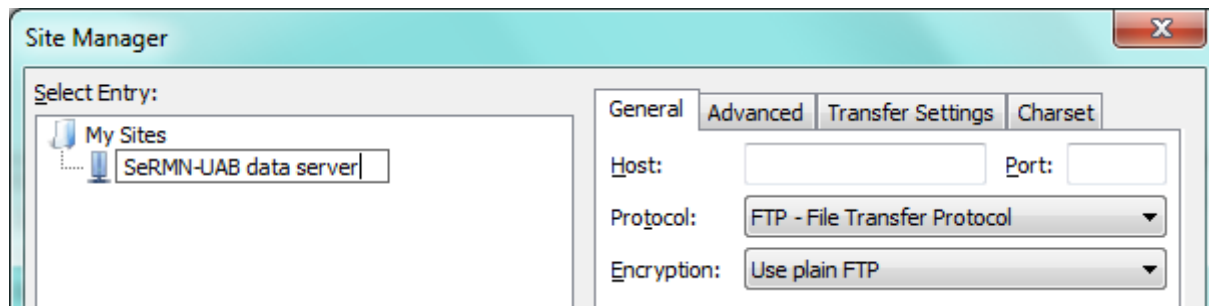 Site Manager
Select Entry:
My Sites
SeRMN-UAB data server
General Advanced Transfer Settings Charset
Host: Port:
Protocol: FTP - File Transfer Protocol
Encryption: Use plain FTP